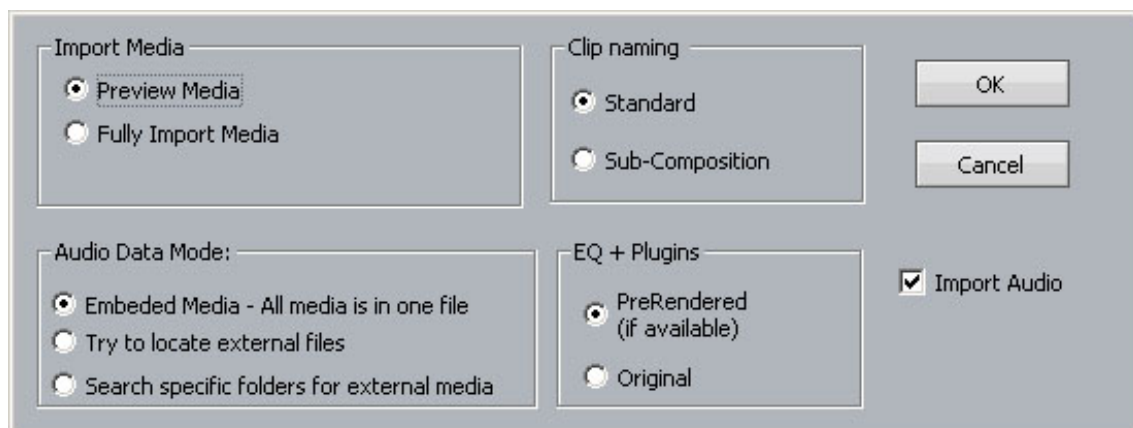 Import Media
Preview Media
Fully Import Media
Clip naming
Standard
Sub-Composition
OK
Cancel
Audio Data Mode:
Embeded Media - All media is in one file
Try to locate external files
Search specific folders for external media
EQ + Plugins
PreRendered
(if available)
Original
Import Audio